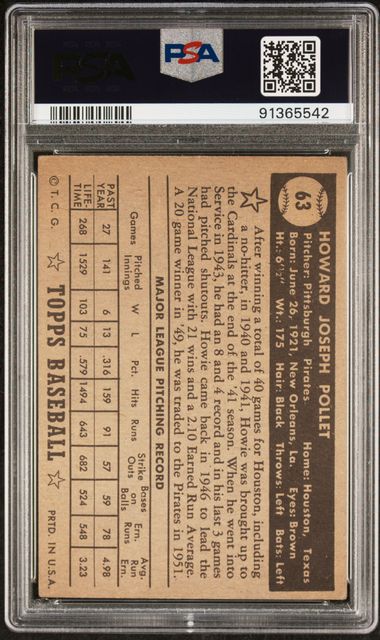 PSA
PSA
PSA
91365542
63
HOWARD JOSEPH POLLET
Pitcher: Pittsburgh Pirates Home: Houston, Texas
Born: June 26, 1921, New Orleans, La. Eyes: Brown
Ht.: 6'1½" Wt.: 175 Hair: Black Throws: Left Bats: Left
After winning a total of 40 games for Houston, including
a no-hitter, in 1940 and 1941, Howie was brought up to
the Cardinals at the end of the '41 season. When he went into
Service in 1943, he had an 8 and 4 record and in his last 3 games
had pitched shutouts. Howie came back in 1946 to lead the
National League with 21 wins and a 2.10 Earned Run Average.
A 20 game winner in '49, he was traded to the Pirates in 1951.
MAJOR LEAGUE PITCHING RECORD
Games Pitched Innings W L Pct. Hits Runs Strike Outs Bases on Balls Ern. Runs Avg. Ern.
PAST YEAR 27 141 6 13 .316 159 91 57 59 78 4.98
LIFE- 268 1529 103 75 .579 1494 643 682 524 548 3.23
© T. C. G. TOPPS BASEBALL PRTD. IN U.S.A.